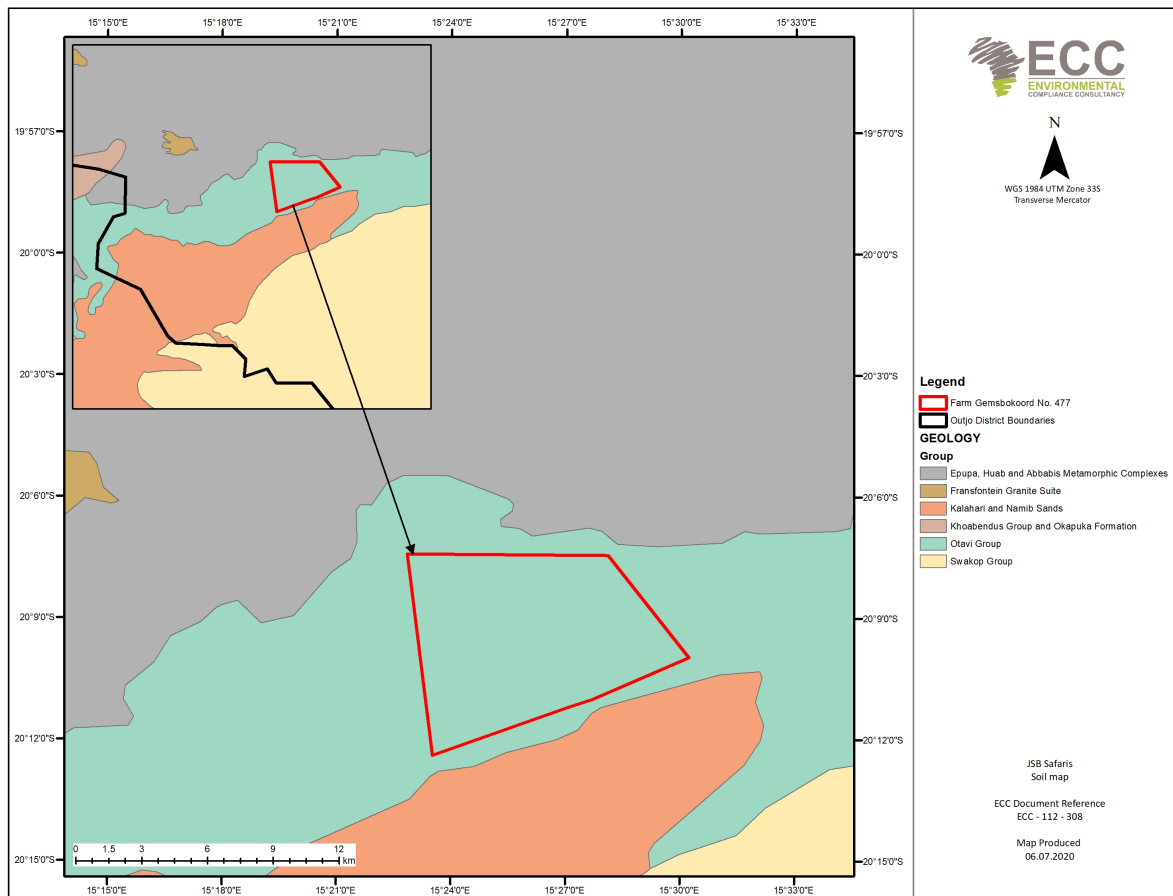 15°15'0"E 15°18'0"E 15°21'0"E 15°24'0"E 15°27'0"E 15°30'0"E 15°33'0"E
19°57'0"S 19°57'0"S
20°0'0"S 20°0'0"S
20°3'0"S 20°3'0"S
20°6'0"S 20°6'0"S
20°9'0"S 20°9'0"S
20°12'0"S 20°12'0"S
20°15'0"S 20°15'0"S
0 1.5 3 6 9 12
km
15°15'0"E 15°18'0"E 15°21'0"E 15°24'0"E 15°27'0"E 15°30'0"E 15°33'0"E
ECC
ENVIRONMENTAL
COMPLIANCE CONSULTANCY
N
WGS 1984 UTM Zone 33S
Transverse Mercator
Legend
Farm Gemsbokoord No. 477
Outjo District Boundaries
GEOLOGY
Group
Epupa, Huab and Abbabis Metamorphic Complexes
Fransfontein Granite Suite
Kalahari and Namib Sands
Khoabendus Group and Okapuka Formation
Otavi Group
Swakop Group
JSB Safaris
Soil map
ECC Document Reference
ECC - 112 - 308
Map Produced
06.07.2020